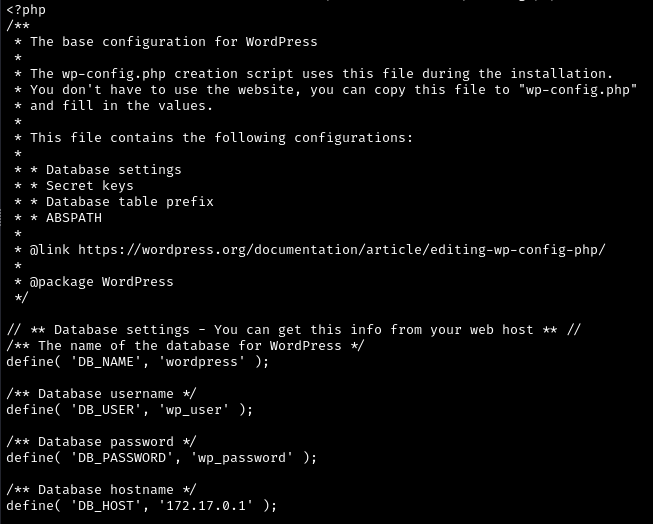 <?php
/**
 * The base configuration for WordPress
 *
 * The wp-config.php creation script uses this file during the installation.
 * You don't have to use the website, you can copy this file to "wp-config.php"
 * and fill in the values.
 *
 * This file contains the following configurations:
 *
 * * Database settings
 * * Secret keys
 * * Database table prefix
 * * ABSPATH
 *
 * @link https://wordpress.org/documentation/article/editing-wp-config-php/
 *
 * @package WordPress
 */

// ** Database settings - You can get this info from your web host ** //
/** The name of the database for WordPress */
define( 'DB_NAME', 'wordpress' );

/** Database username */
define( 'DB_USER', 'wp_user' );

/** Database password */
define( 'DB_PASSWORD', 'wp_password' );

/** Database hostname */
define( 'DB_HOST', '172.17.0.1' );